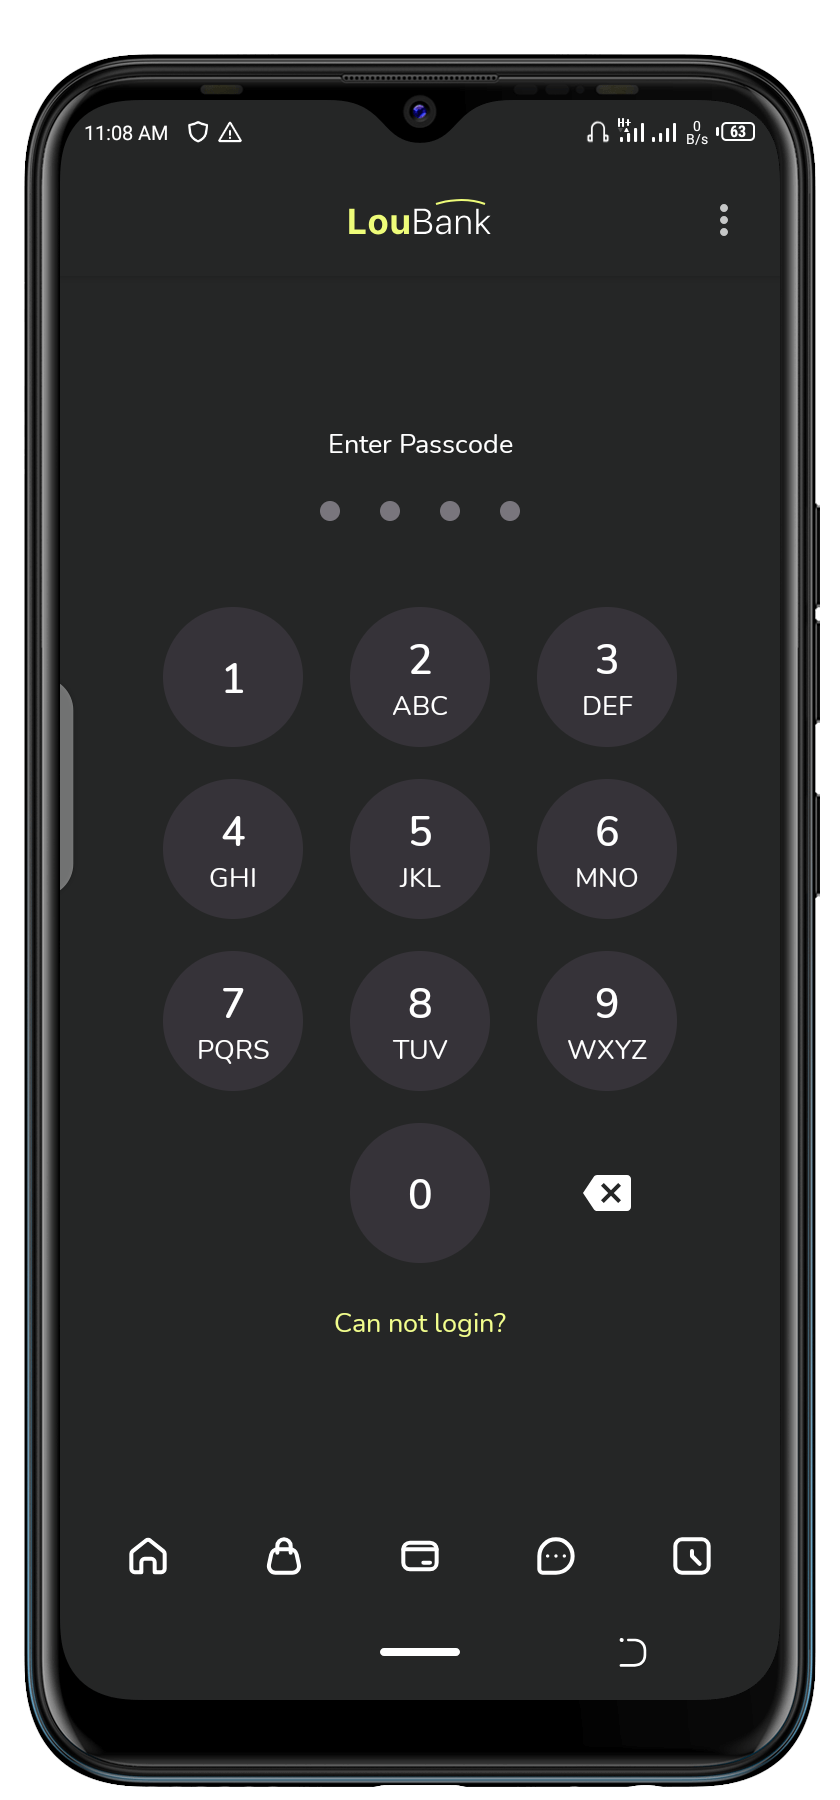 11:08 AM
H+
0
B/s
63
LouBank
Enter Passcode
1
2
ABC
3
DEF
4
GHI
5
JKL
6
MNO
7
PQRS
8
TUV
9
WXYZ
0
Can not login?